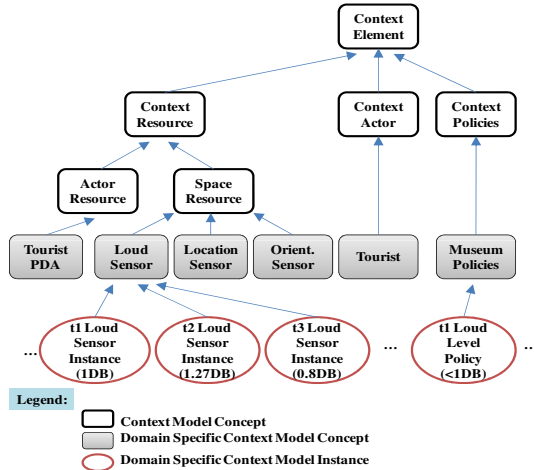 Context
Element
Context
Resource
Context
Actor
Context
Policies
Actor
Resource
Space
Resource
Tourist
PDA
Loud
Sensor
Location
Sensor
Orient.
Sensor
Tourist
Museum
Policies
...
t1 Loud
Sensor
Instance
(1DB)
t2 Loud
Sensor
Instance
(1.27DB)
t3 Loud
Sensor
Instance
(0.8DB)
...
t1 Loud
Level
Policy
(<1DB)
..
Legend:
Context Model Concept
Domain Specific Context Model Concept
Domain Specific Context Model Instance